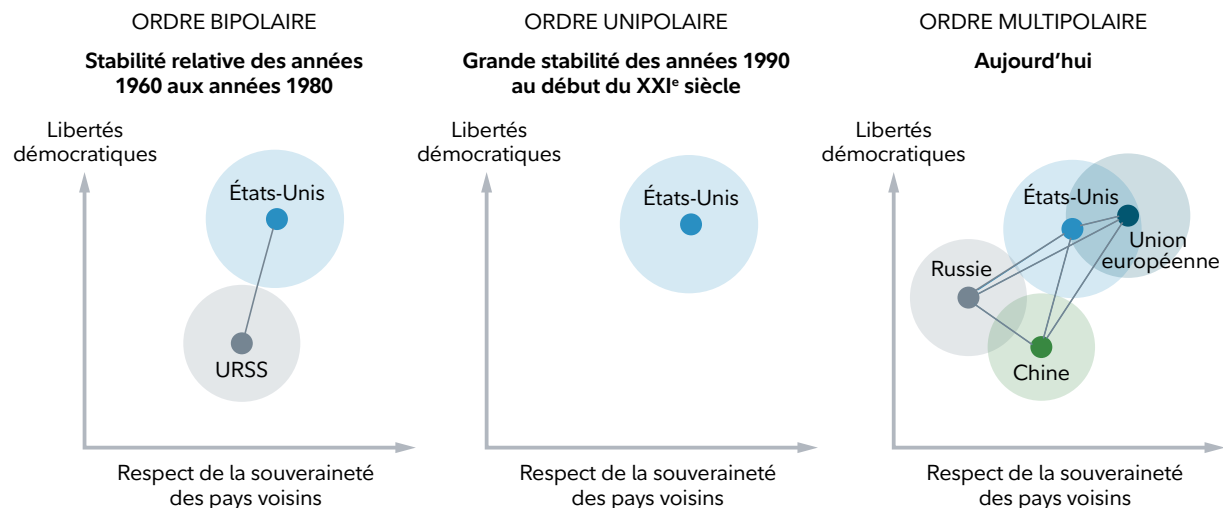 ORDRE BIPOLAIRE
Stabilité relative des années
1960 aux années 1980
Libertés
démocratiques
États-Unis
URSS
Respect de la souveraineté
des pays voisins
ORDRE UNIPOLAIRE
Grande stabilité des années 1990
au début du XXIᵉ siècle
Libertés
démocratiques
États-Unis
Respect de la souveraineté
des pays voisins
ORDRE MULTIPOLAIRE
Aujourd’hui
Libertés
démocratiques
États-Unis
Union
européenne
Russie
Chine
Respect de la souveraineté
des pays voisins